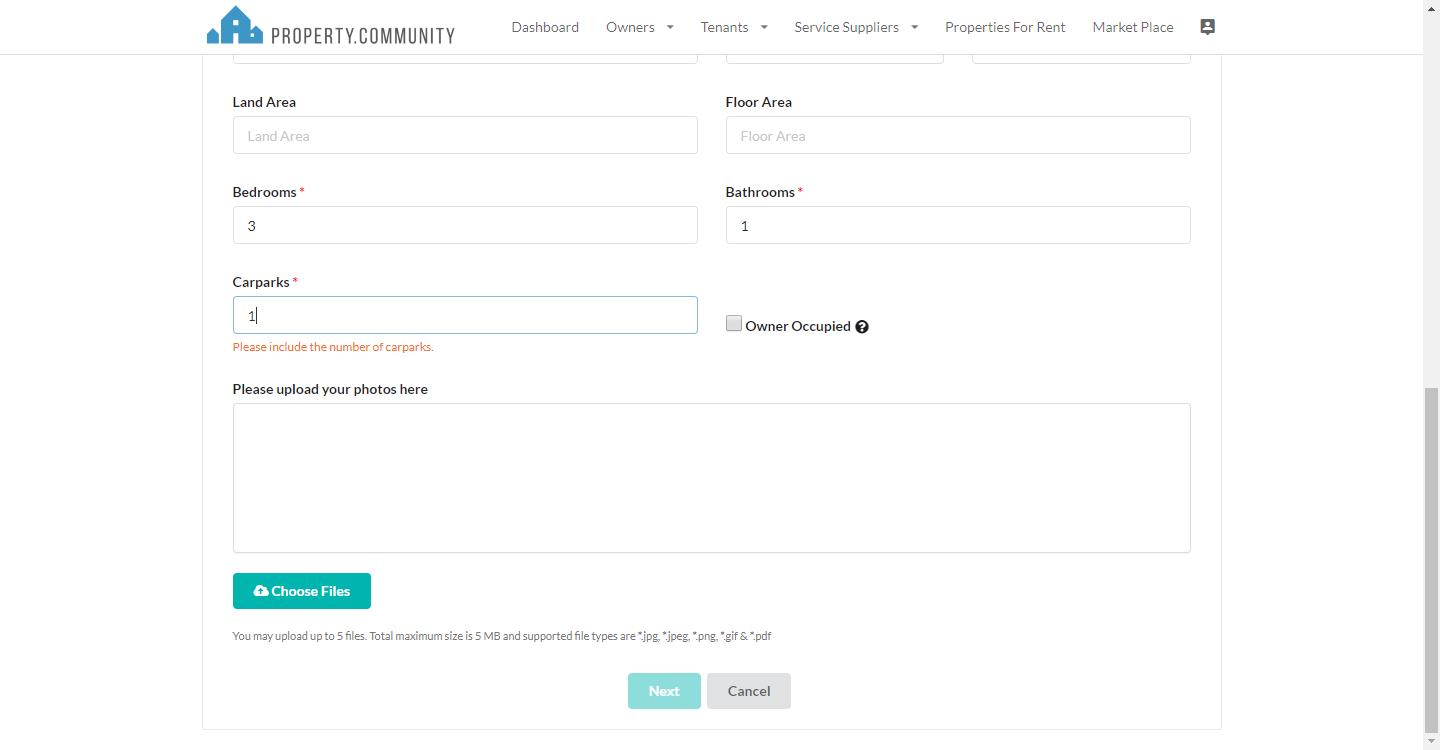 PROPERTY.COMMUNITY Dashboard Owners Tenants Service Suppliers Properties For Rent Market Place
Land Area Floor Area
Land Area Floor Area
Bedrooms * Bathrooms *
3 1
Carparks *
1
Owner Occupied ?
Please include the number of carparks.
Please upload your photos here
Choose Files
You may upload up to 5 files. Total maximum size is 5 MB and supported file types are *.jpg, *.jpeg, *.png, *.gif & *.pdf
Next Cancel